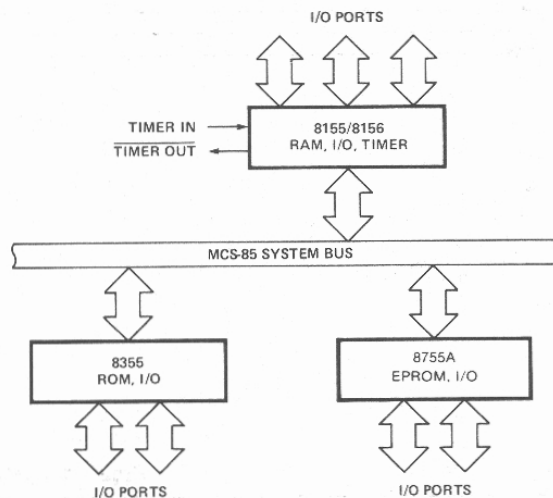 I/O PORTS
TIMER IN
TIMER OUT
8155/8156
RAM, I/O, TIMER
MCS-85 SYSTEM BUS
8355
ROM, I/O
8755A
EPROM, I/O
I/O PORTS
I/O PORTS